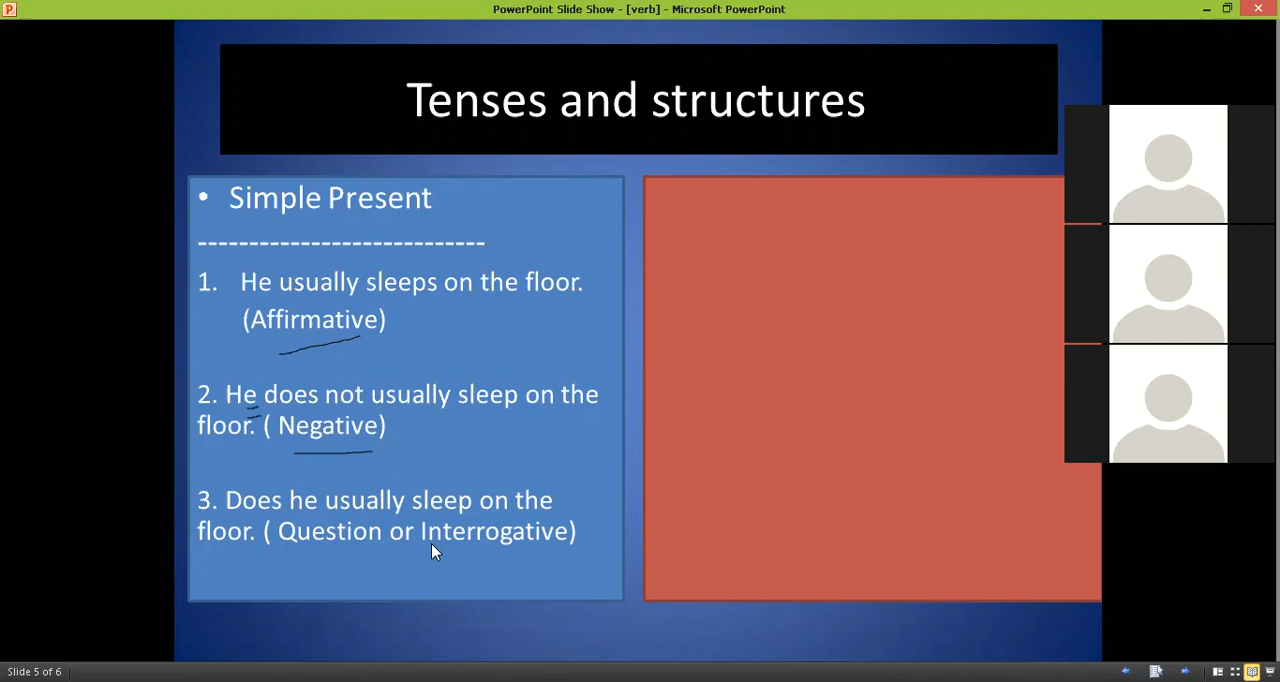 PowerPoint Slide Show - [verb] - Microsoft PowerPoint
Tenses and structures
• Simple Present
----------------------------
1. He usually sleeps on the floor.
(Affirmative)
2. He does not usually sleep on the
floor. ( Negative)
3. Does he usually sleep on the
floor. ( Question or Interrogative)
Slide 5 of 6